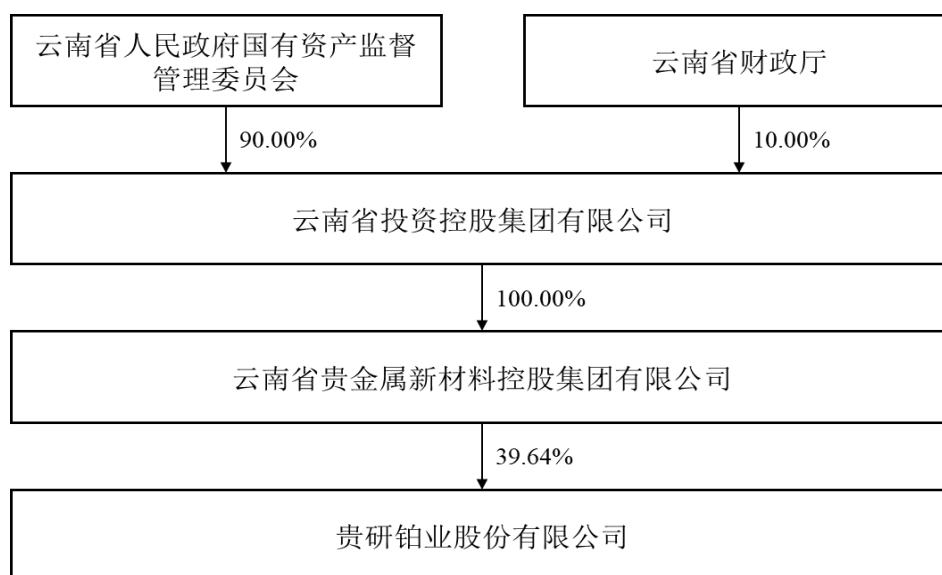 云南省人民政府国有资产监督
管理委员会
云南省财政厅
90.00%
10.00%
云南省投资控股集团有限公司
100.00%
云南省贵金属新材料控股集团有限公司
39.64%
贵研铂业股份有限公司